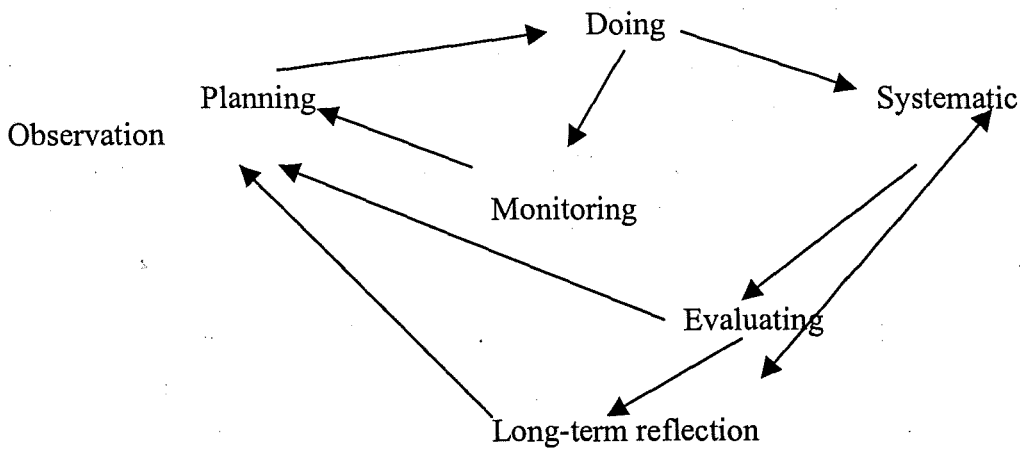 Doing
Planning
Systematic
Observation
Monitoring
Evaluating
Long-term reflection